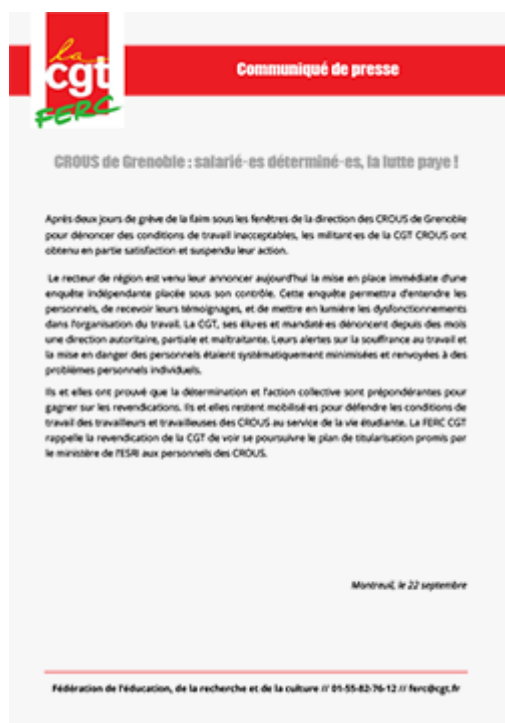 la
cgt
FERC
Communiqué de presse
CROUS de Grenoble : salarié-es déterminé-es, la lutte paye !
Après deux jours de grève de la faim sous les fenêtres de la direction des CROUS de Grenoble
pour dénoncer des conditions de travail inacceptables, les militant·es de la CGT CROUS ont
obtenu en partie satisfaction et suspendu leur action.
Le recteur de région est venu leur annoncer aujourd'hui la mise en place immédiate d'une
enquête indépendante placée sous son contrôle. Cette enquête permettra d'entendre les
personnels, de recevoir leurs témoignages, et de mettre en lumière les dysfonctionnements
dans l'organisation du travail. La CGT, ses élu·es et mandaté·es dénoncent depuis des mois
une direction autoritaire, partiale et maltraitante. Leurs alertes sur la souffrance au travail et
la mise en danger des personnels étaient systématiquement minimisées et renvoyées à des
problèmes personnels individuels.
Ils et elles ont prouvé que la détermination et l'action collective sont prépondérantes pour
gagner sur les revendications. Ils et elles restent mobilisé·es pour défendre les conditions de
travail des travailleurs et travailleuses des CROUS au service de la vie étudiante. La FERC CGT
rappelle la revendication de la CGT de voir se poursuivre le plan de titularisation promis par
le ministère de l'ESRI aux personnels des CROUS.
Montreuil, le 22 septembre
Fédération de l'éducation, de la recherche et de la culture // 01-55-82-76-12 // ferc@cgt.fr